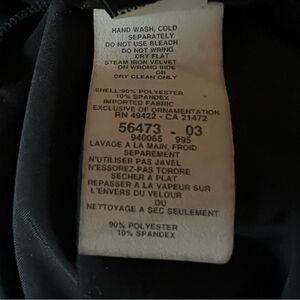 HAND WASH, COLD
SEPARATELY
DO NOT USE BLEACH
DO NOT WRING
DRY FLAT
STEAM IRON VELVET
ON WRONG SIDE
OR
DRY CLEAN ONLY
SHELL:90% POLYESTER
10% SPANDEX
IMPORTED FABRIC
EXCLUSIVE OF ORNAMENTATION
RN 49422 - CA 21472
56473 - 03
940065 995
LAVAGE A LA MAIN, FROID
SEPAREMENT
N'UTILISER PAS JAVEL
N'ESSOREZ-PAS TORDRE
SECHER A PLAT
REPASSER A LA VAPEUR SUR
L'ENVERS DU VELOUR
OU
NETTOYAGE A SEC SEULEMENT
90% POLYESTER
10% SPANDEX